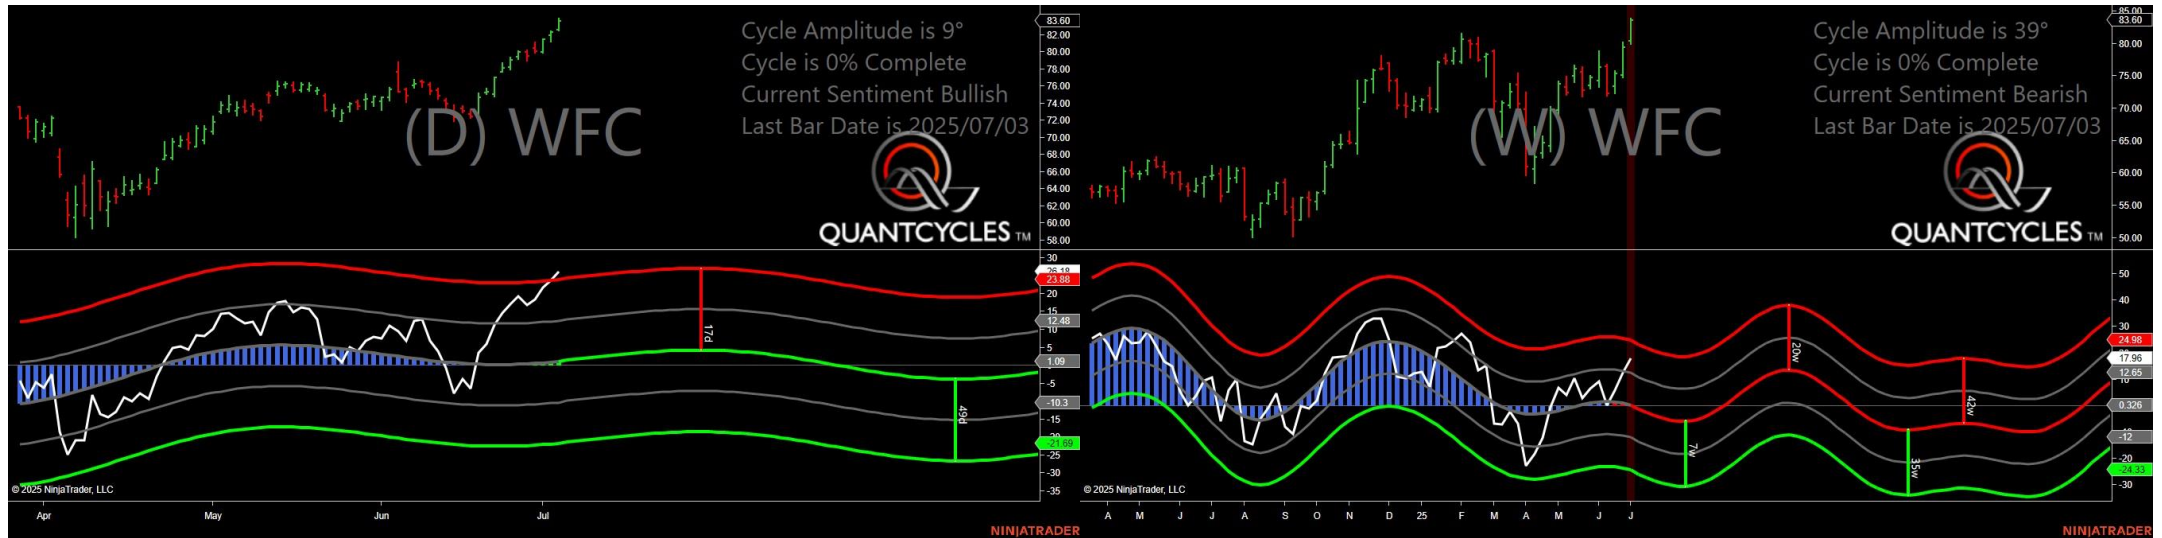 Cycle Amplitude is 9°
Cycle is 0% Complete
Current Sentiment Bullish
Last Bar Date is 2025/07/03
(D) WFC
QUANTCYCLES TM
83.60
82.00
80.00
78.00
76.00
74.00
72.00
70.00
68.00
66.00
64.00
62.00
60.00
58.00
30
26.18
23.88
20
15
12.48
10
5
1.09
-5
-10.3
-15
-21.69
-25
-30
-35
17d
49d
© 2025 NinjaTrader, LLC
Apr May Jun Jul
NINJATRADER
Cycle Amplitude is 39°
Cycle is 0% Complete
Current Sentiment Bearish
Last Bar Date is 2025/07/03
(W) WFC
QUANTCYCLES TM
85.00
83.60
80.00
75.00
70.00
65.00
60.00
55.00
50.00
50
40
30
24.98
17.96
12.65
10
0.326
-12
-20
-24.33
-30
7w
20w
35w
42w
© 2025 NinjaTrader, LLC
A M J J A S O N D 25 F M A M J J
NINJATRADER